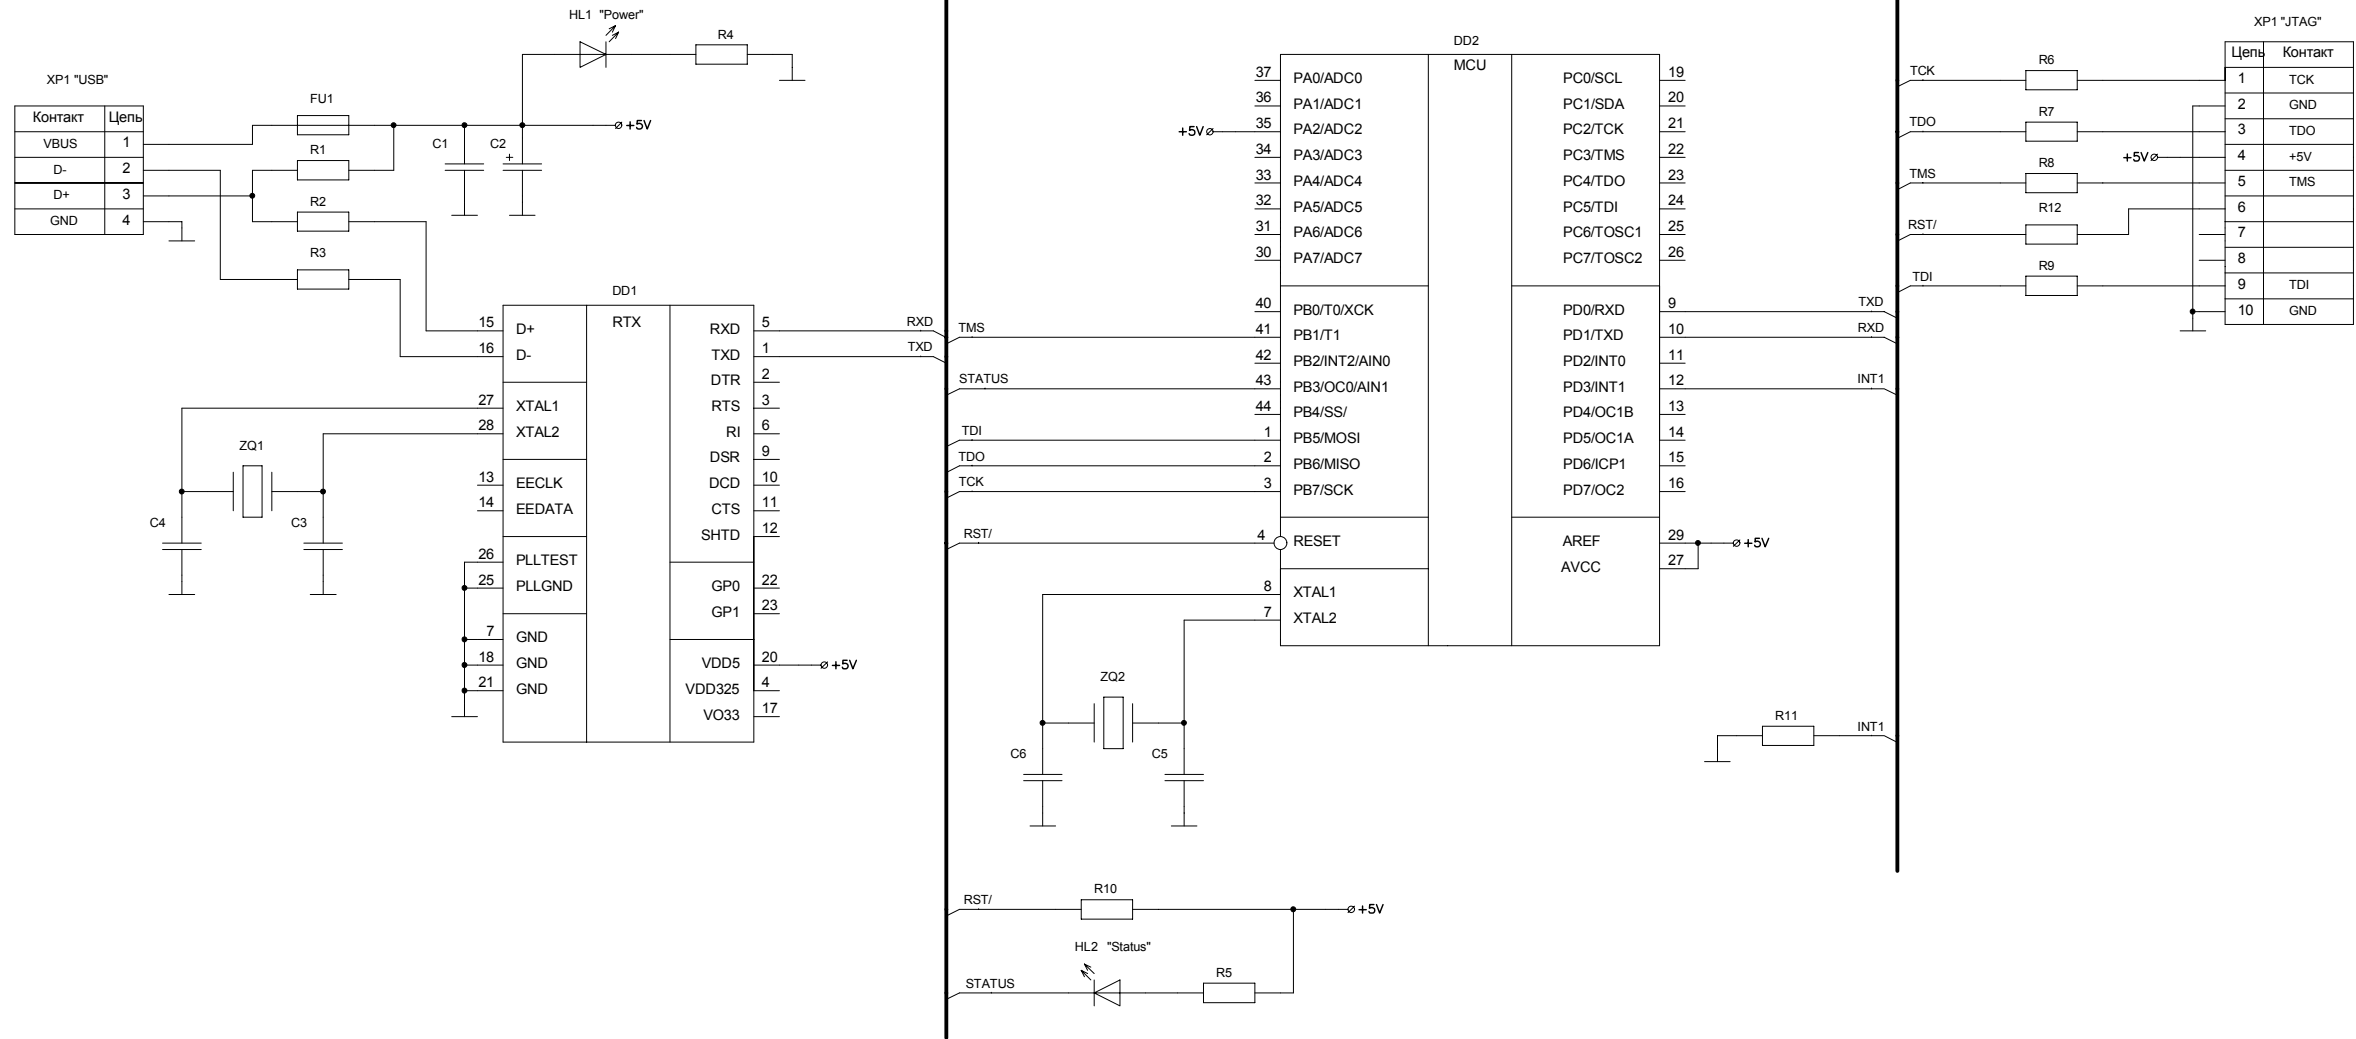 HL1 "Power"
R4
XP1 "USB"
Контакт Цепь
VBUS 1
D- 2
D+ 3
GND 4
FU1
R1
R2
R3
C1
C2
+
+5V
DD1
RTX
15 D+
16 D-
27 XTAL1
28 XTAL2
13 EECLK
14 EEDATA
26 PLLTEST
25 PLLGND
7 GND
18 GND
21 GND
RXD 5
TXD 1
DTR 2
RTS 3
RI 6
DSR 9
DCD 10
CTS 11
SHTD 12
GP0 22
GP1 23
VDD5 20
VDD325 4
VO33 17
+5V
RXD
TXD
ZQ1
C4
C3
DD2
MCU
37 PA0/ADC0
36 PA1/ADC1
+5V 35 PA2/ADC2
34 PA3/ADC3
33 PA4/ADC4
32 PA5/ADC5
31 PA6/ADC6
30 PA7/ADC7
40 PB0/T0/XCK
TMS 41 PB1/T1
42 PB2/INT2/AIN0
STATUS 43 PB3/OC0/AIN1
44 PB4/SS/
TDI 1 PB5/MOSI
TDO 2 PB6/MISO
TCK 3 PB7/SCK
RST/ 4 RESET
8 XTAL1
7 XTAL2
PC0/SCL 19
PC1/SDA 20
PC2/TCK 21
PC3/TMS 22
PC4/TDO 23
PC5/TDI 24
PC6/TOSC1 25
PC7/TOSC2 26
PD0/RXD 9 TXD
PD1/TXD 10 RXD
PD2/INT0 11
PD3/INT1 12 INT1
PD4/OC1B 13
PD5/OC1A 14
PD6/ICP1 15
PD7/OC2 16
AREF 29 +5V
AVCC 27
ZQ2
C6
C5
R11
INT1
RST/
R10
+5V
HL2 "Status"
STATUS
R5
XP1 "JTAG"
Цепь Контакт
1 TCK
2 GND
3 TDO
4 +5V
5 TMS
6
7
8
9 TDI
10 GND
TCK R6
TDO R7
+5V
TMS R8
RST/ R12
TDI R9